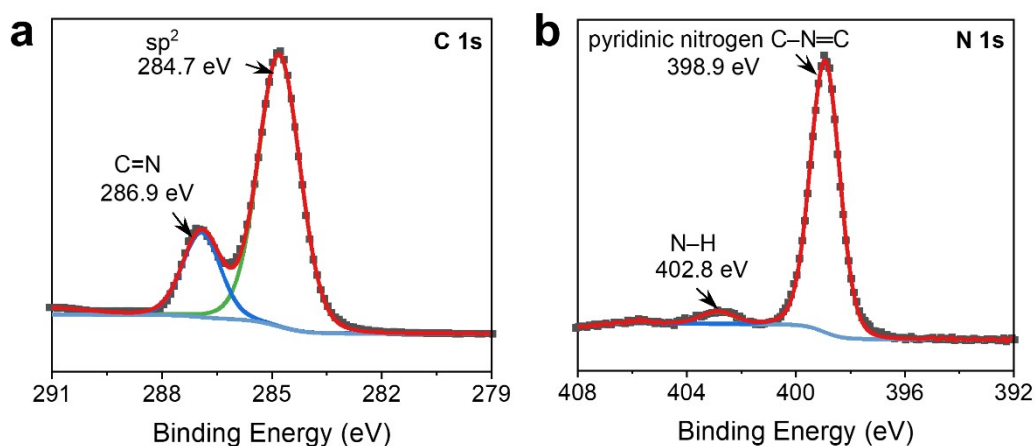 a
C 1s
sp²
284.7 eV
C=N
286.9 eV
291
288
285
282
279
Binding Energy (eV)
b
N 1s
pyridinic nitrogen C–N=C
398.9 eV
N–H
402.8 eV
408
404
400
396
392
Binding Energy (eV)